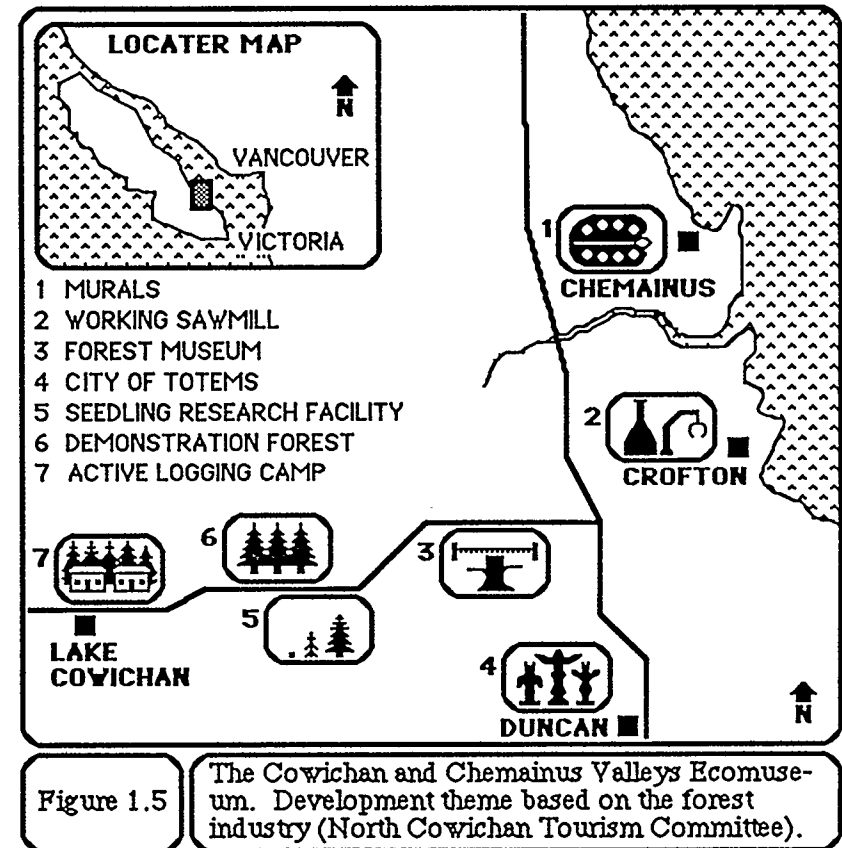 LOCATER MAP
N
VANCOUVER
VICTORIA
1 MURALS
2 WORKING SAWMILL
3 FOREST MUSEUM
4 CITY OF TOTEMS
5 SEEDLING RESEARCH FACILITY
6 DEMONSTRATION FOREST
7 ACTIVE LOGGING CAMP
1
CHEMAINUS
2
CROFTON
3
6
7
5
LAKE
COWICHAN
4
DUNCAN
N
Figure 1.5
The Cowichan and Chemainus Valleys Ecomuse-
um. Development theme based on the forest
industry (North Cowichan Tourism Committee).